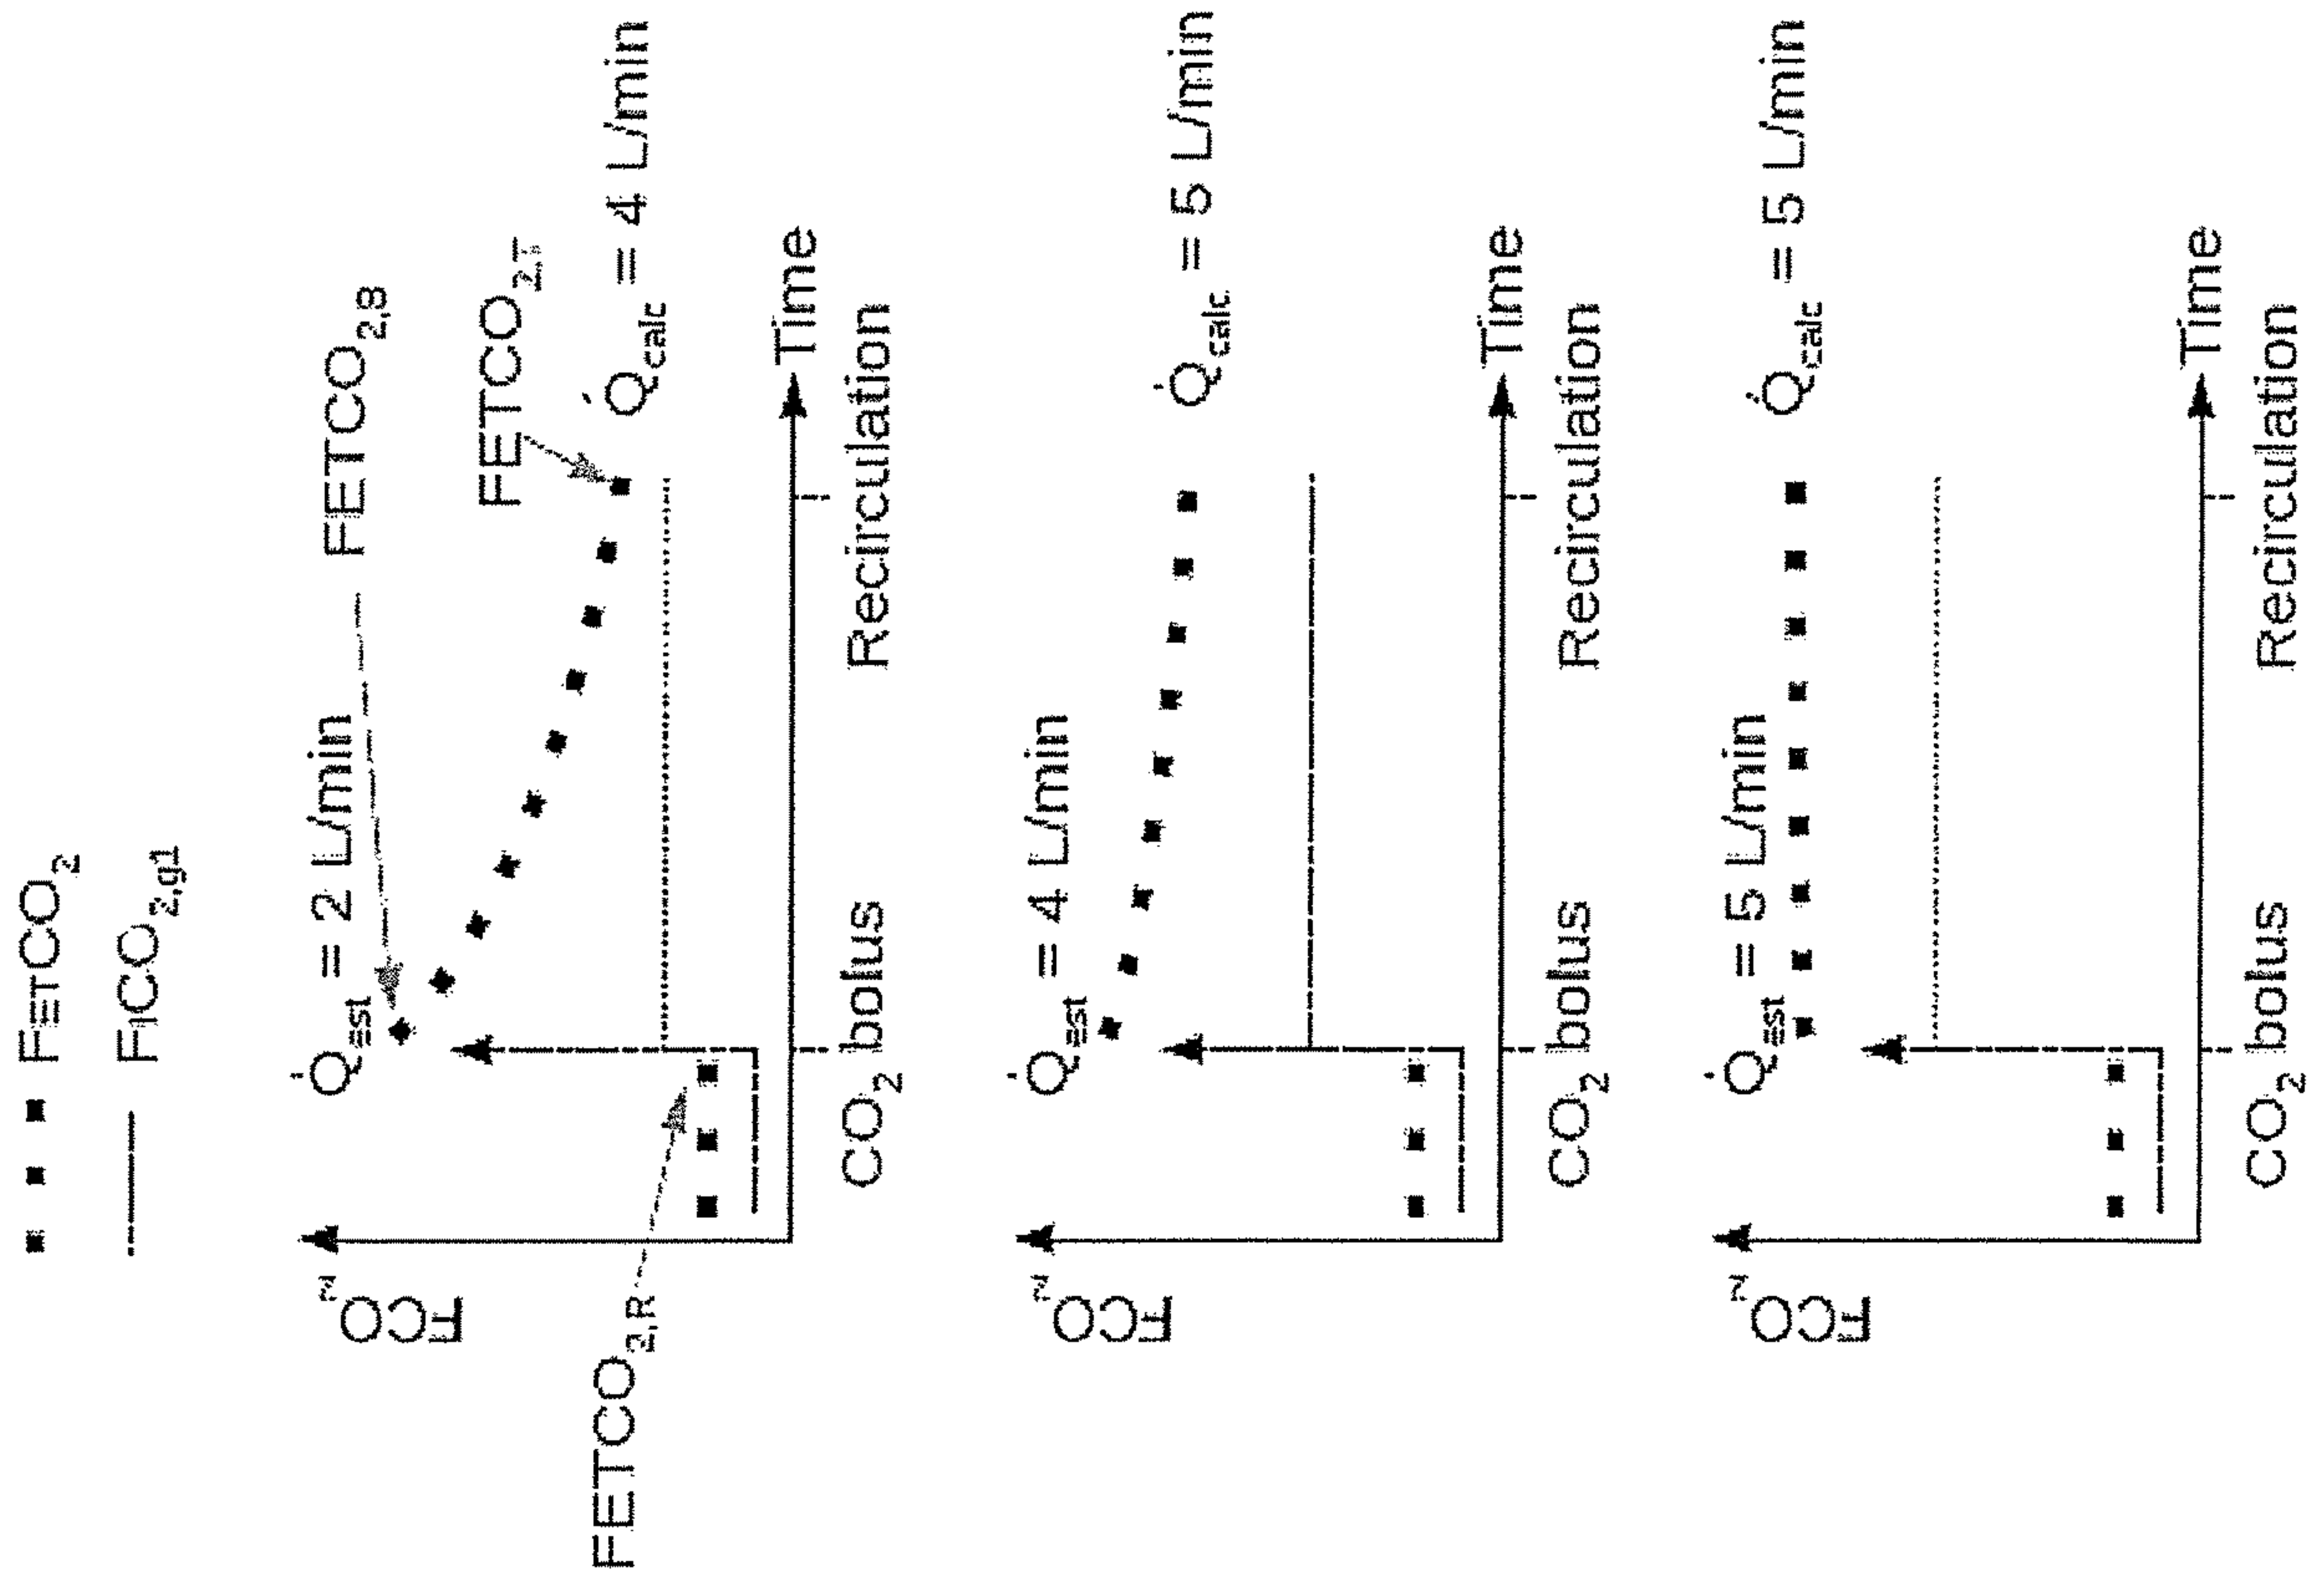 FETCO2
FICO2,g1
Q̇est = 2 L/min
FETCO2,B
FCO2
FETCO2,R
FETCO2,T
Q̇calc = 4 L/min
Time
CO2 bolus
Recirculation
Q̇est = 4 L/min
FCO2
Q̇calc = 5 L/min
Time
CO2 bolus
Recirculation
Q̇est = 5 L/min
FCO2
Q̇calc = 5 L/min
Time
CO2 bolus
Recirculation